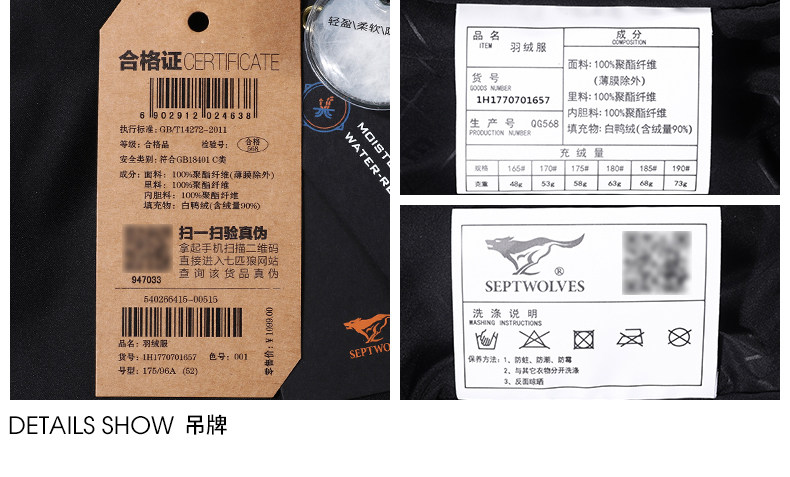 合格证CERTIFICATE
6 902912 024638
执行标准:GB/T14272-2011
等级:合格品 检验号: 合格 568
安全类别:符合GB18401 C类
成分:面料:100%聚酯纤维(薄膜除外)
里料:100%聚酯纤维
内胆料:100%聚酯纤维
填充物:白鸭绒(含绒量90%)
扫一扫验真伪
拿起手机扫描二维码
直接进入七匹狼网站
查询该货品真伪
947033
540266415-00515
品名:羽绒服
货号:1H1770701657 色号:001
号型:175/96A (52)
¥1099.00
轻盈\柔软\
MOISTU
WATER-RE
SEPTWOLVES
品名
ITEM
羽绒服
货号
GOODS NUMBER
1H1770701657
生产号 QG568
PRODUCTION NUMBER
成分
COMPOSITION
面料:100%聚酯纤维
(薄膜除外)
里料:100%聚酯纤维
内胆料:100%聚酯纤维
填充物:白鸭绒(含绒量90%)
充绒量
规格 165# 170# 175# 180# 185# 190#
克重 48g 53g 58g 63g 68g 73g
SEPTWOLVES®
洗涤说明
WASHING INSTRUCTIONS
保养方法:1、防蛀、防潮、防霉
2、与其它衣物分开洗涤
3、反面晾晒
DETAILS SHOW 吊牌